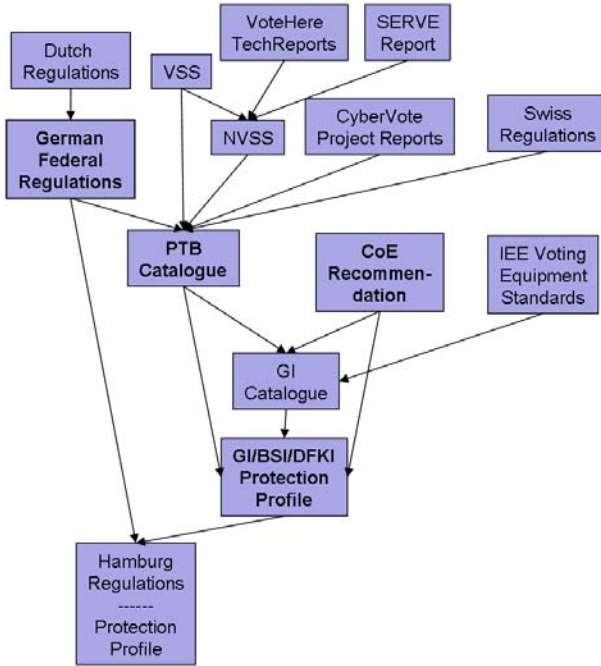 VoteHere
TechReports
SERVE
Report
Dutch
Regulations
VSS
German
Federal
Regulations
NVSS
CyberVote
Project Reports
Swiss
Regulations
PTB
Catalogue
CoE
Recommen-
dation
IEE Voting
Equipment
Standards
GI
Catalogue
GI/BSI/DFKI
Protection
Profile
Hamburg
Regulations
------
Protection
Profile